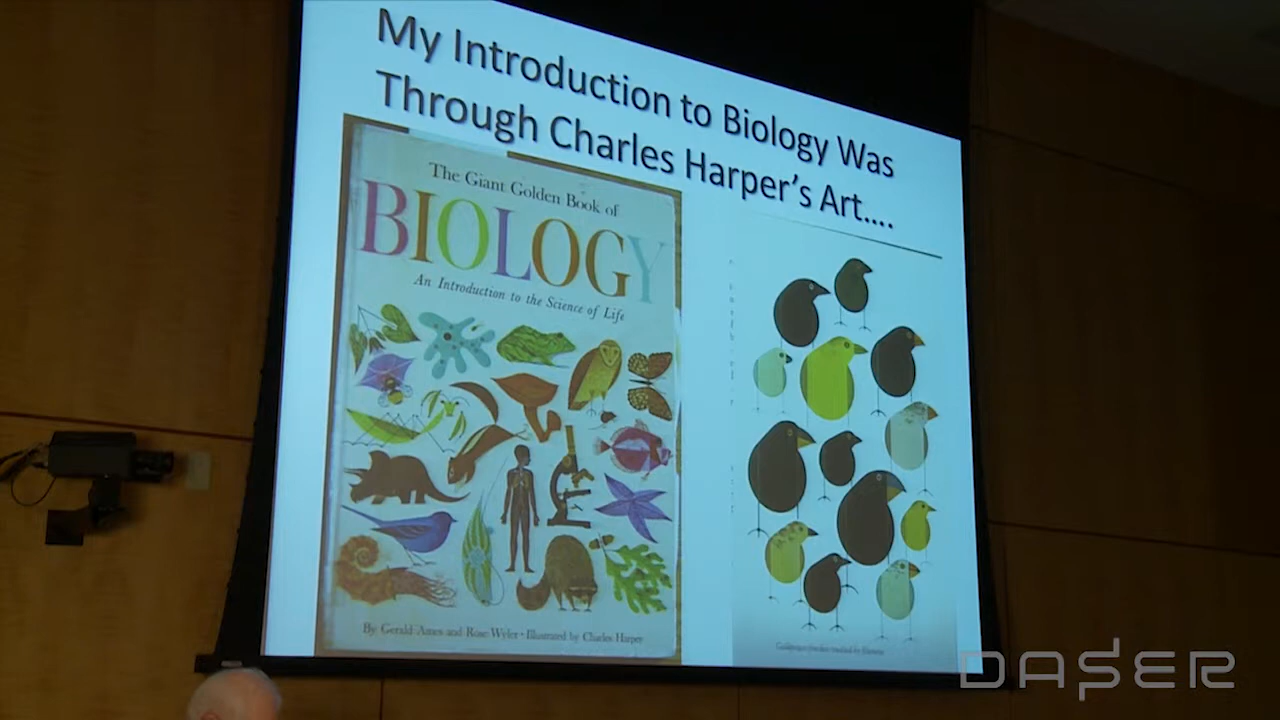 My Introduction to Biology Was
Through Charles Harper's Art....
The Giant Golden Book of
BIOLOGY
An Introduction to the Science of Life
By Gerald Ames and Rose Wyler • Illustrated by Charles Harper
DASER